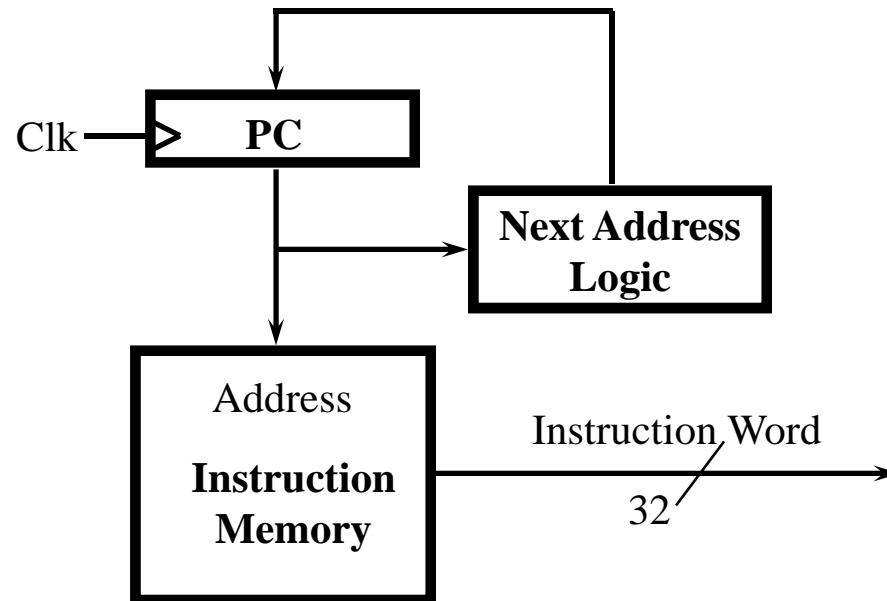 Clk
PC
Next Address
Logic
Address
Instruction Word
Instruction
Memory
32